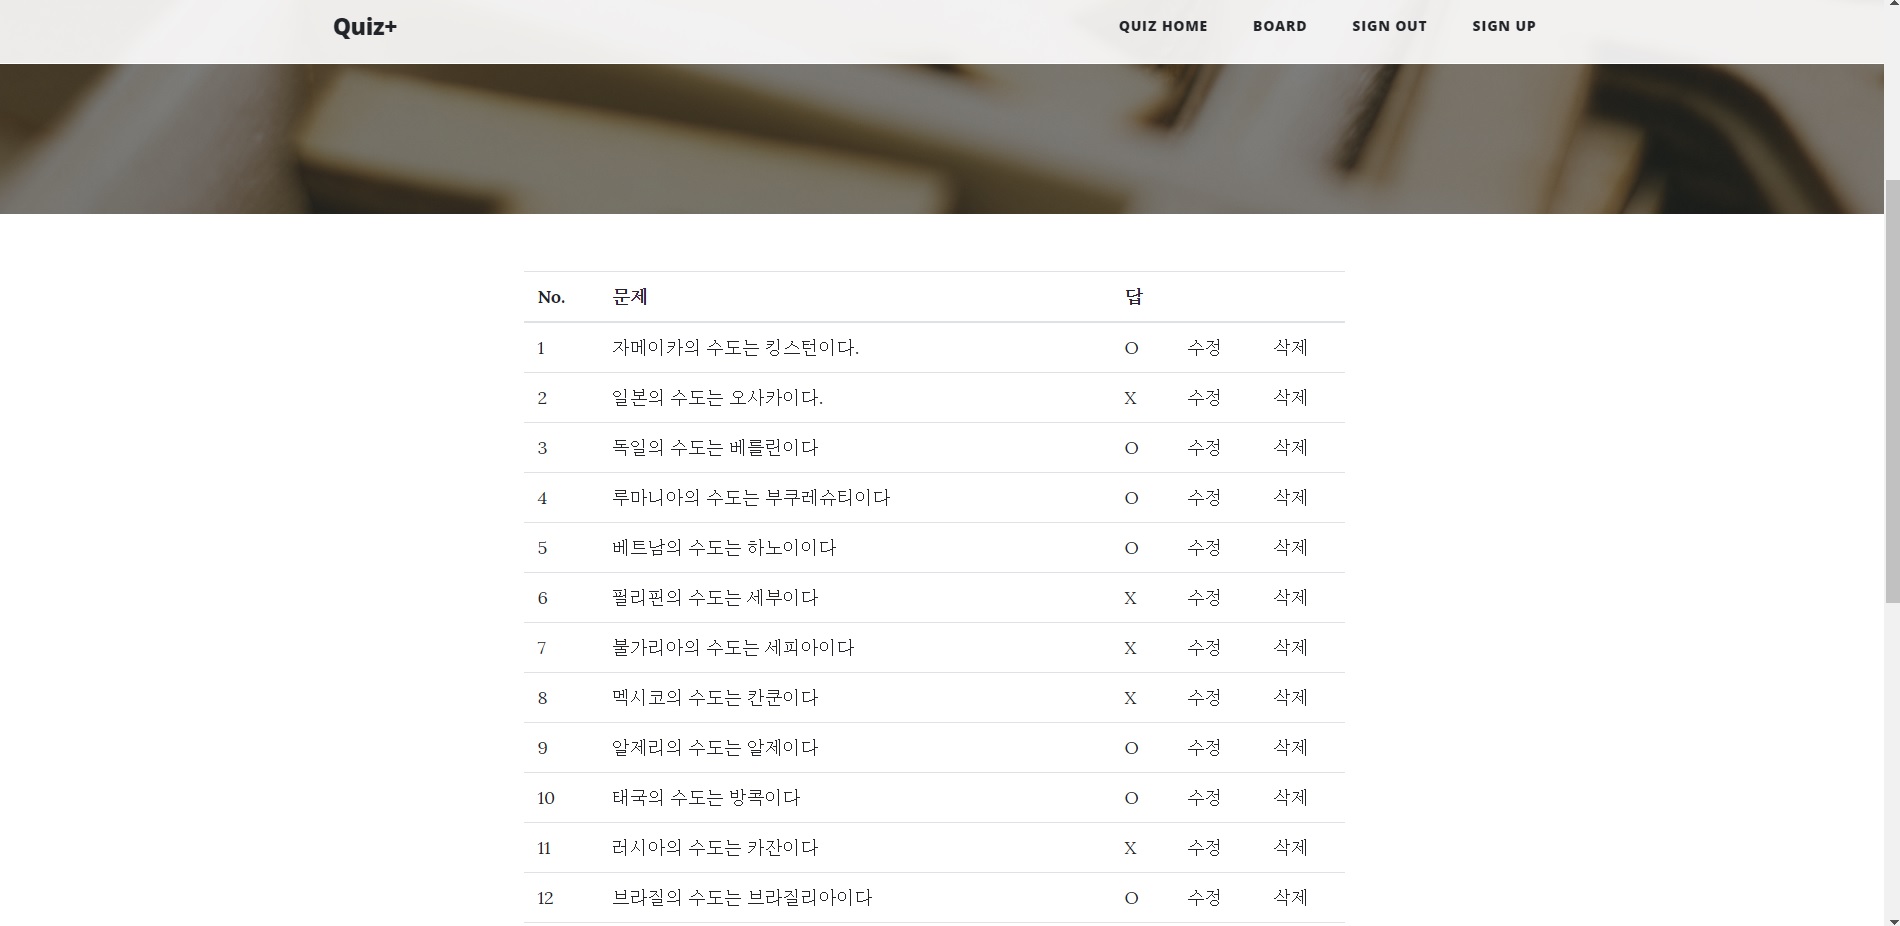 Quiz+ QUIZ HOME BOARD SIGN OUT SIGN UP
No. 문제 답
1 자메이카의 수도는 킹스턴이다. O 수정 삭제
2 일본의 수도는 오사카이다. X 수정 삭제
3 독일의 수도는 베를린이다 O 수정 삭제
4 루마니아의 수도는 부쿠레슈티이다 O 수정 삭제
5 베트남의 수도는 하노이이다 O 수정 삭제
6 필리핀의 수도는 세부이다 X 수정 삭제
7 불가리아의 수도는 세피아이다 X 수정 삭제
8 멕시코의 수도는 칸쿤이다 X 수정 삭제
9 알제리의 수도는 알제이다 O 수정 삭제
10 태국의 수도는 방콕이다 O 수정 삭제
11 러시아의 수도는 카잔이다 X 수정 삭제
12 브라질의 수도는 브라질리아이다 O 수정 삭제